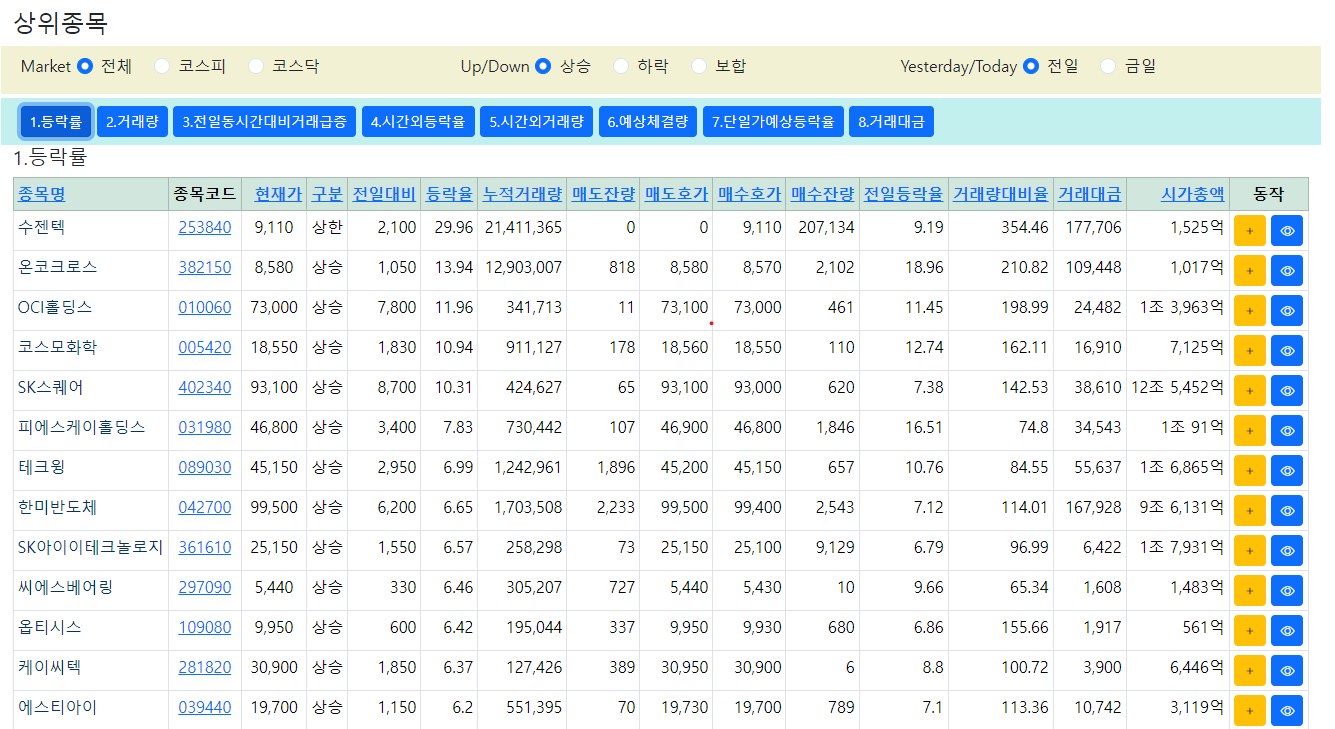 상위종목
Market 전체 코스피 코스닥 Up/Down 상승 하락 보합 Yesterday/Today 전일 금일
1.등락률 2.거래량 3.전일동시간대비거래급증 4.시간외등락율 5.시간외거래량 6.예상체결량 7.단일가예상등락율 8.거래대금
1.등락률
종목명 종목코드 현재가 구분 전일대비 등락율 누적거래량 매도잔량 매도호가 매수호가 매수잔량 전일등락율 거래량대비율 거래대금 시가총액 동작
수젠텍 253840 9,110 상한 2,100 29.96 21,411,365 0 0 9,110 207,134 9.19 354.46 177,706 1,525억 +
온코크로스 382150 8,580 상승 1,050 13.94 12,903,007 818 8,580 8,570 2,102 18.96 210.82 109,448 1,017억 +
OCI홀딩스 010060 73,000 상승 7,800 11.96 341,713 11 73,100 73,000 461 11.45 198.99 24,482 1조 3,963억 +
코스모화학 005420 18,550 상승 1,830 10.94 911,127 178 18,560 18,550 110 12.74 162.11 16,910 7,125억 +
SK스퀘어 402340 93,100 상승 8,700 10.31 424,627 65 93,100 93,000 620 7.38 142.53 38,610 12조 5,452억 +
피에스케이홀딩스 031980 46,800 상승 3,400 7.83 730,442 107 46,900 46,800 1,846 16.51 74.8 34,543 1조 91억 +
테크윙 089030 45,150 상승 2,950 6.99 1,242,961 1,896 45,200 45,150 657 10.76 84.55 55,637 1조 6,865억 +
한미반도체 042700 99,500 상승 6,200 6.65 1,703,508 2,233 99,500 99,400 2,543 7.12 114.01 167,928 9조 6,131억 +
SK아이이테크놀로지 361610 25,150 상승 1,550 6.57 258,298 73 25,150 25,100 9,129 6.79 96.99 6,422 1조 7,931억 +
씨에스베어링 297090 5,440 상승 330 6.46 305,207 727 5,440 5,430 10 9.66 65.34 1,608 1,483억 +
옵티시스 109080 9,950 상승 600 6.42 195,044 337 9,950 9,930 680 6.86 155.66 1,917 561억 +
케이씨텍 281820 30,900 상승 1,850 6.37 127,426 389 30,950 30,900 6 8.8 100.72 3,900 6,446억 +
에스티아이 039440 19,700 상승 1,150 6.2 551,395 70 19,730 19,700 789 7.1 113.36 10,742 3,119억 +